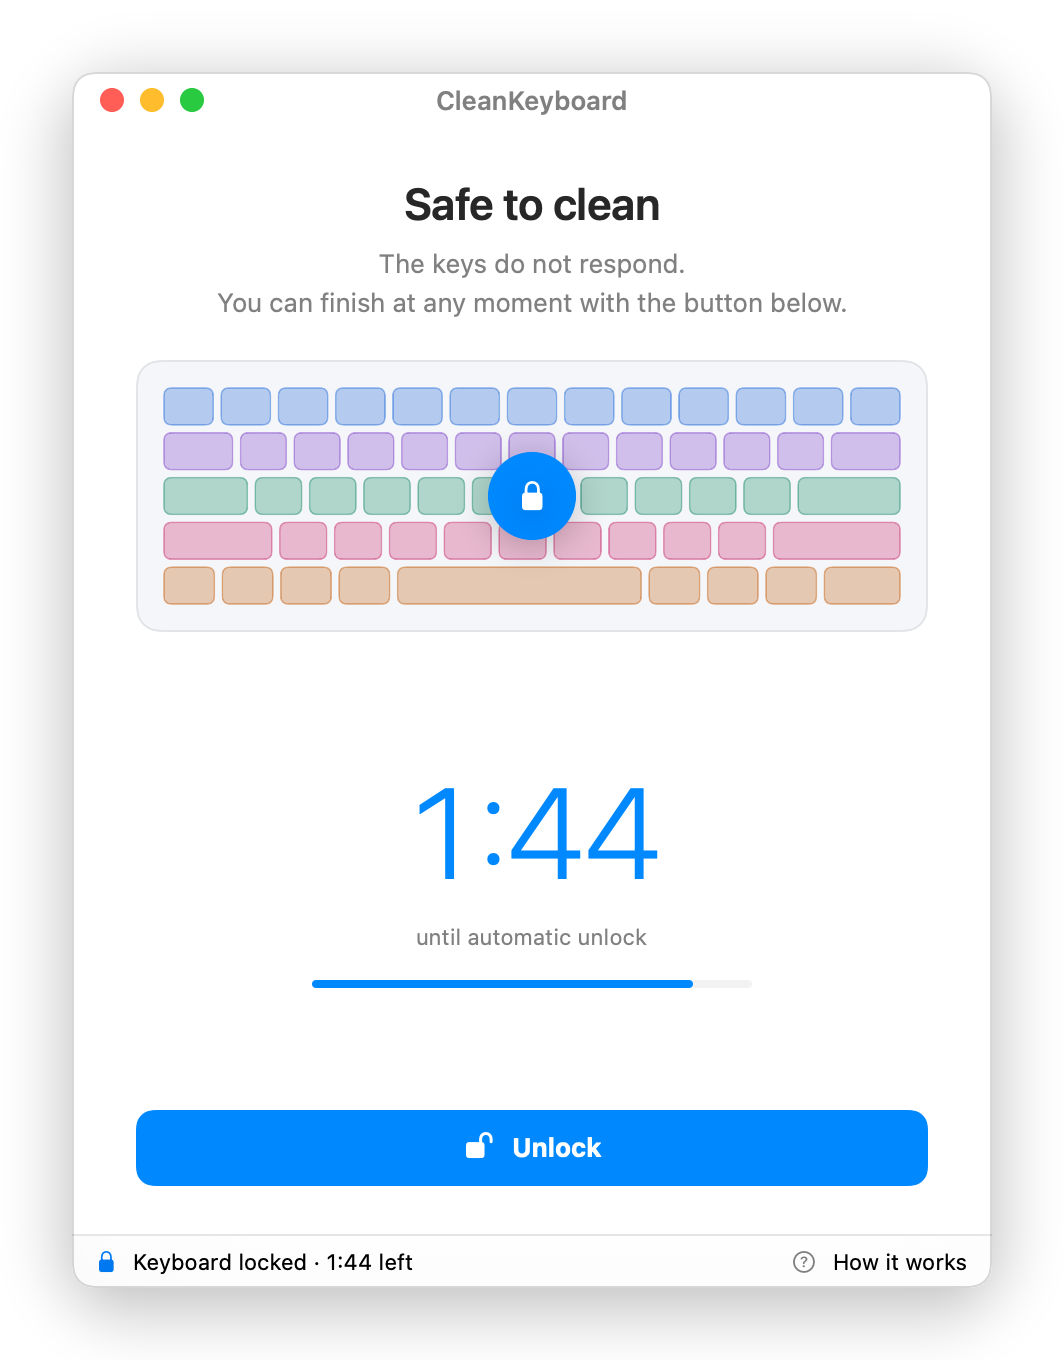 CleanKeyboard
Safe to clean
The keys do not respond.
You can finish at any moment with the button below.
1:44
until automatic unlock
Unlock
Keyboard locked · 1:44 left
? How it works